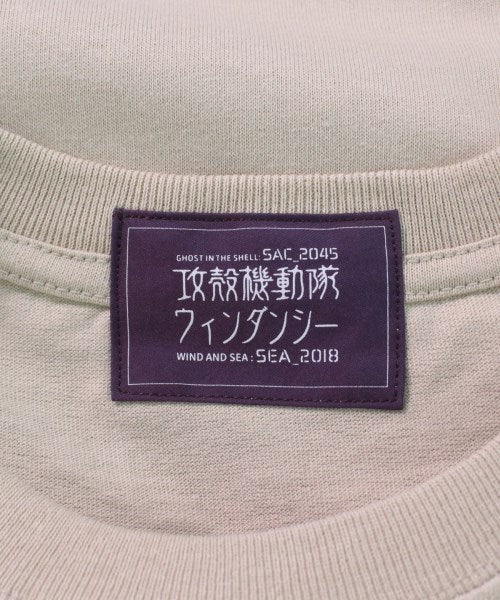 GHOST IN THE SHELL: SAC_2045
攻殻機動隊
ウィンダンシー
WIND AND SEA : SEA_2018